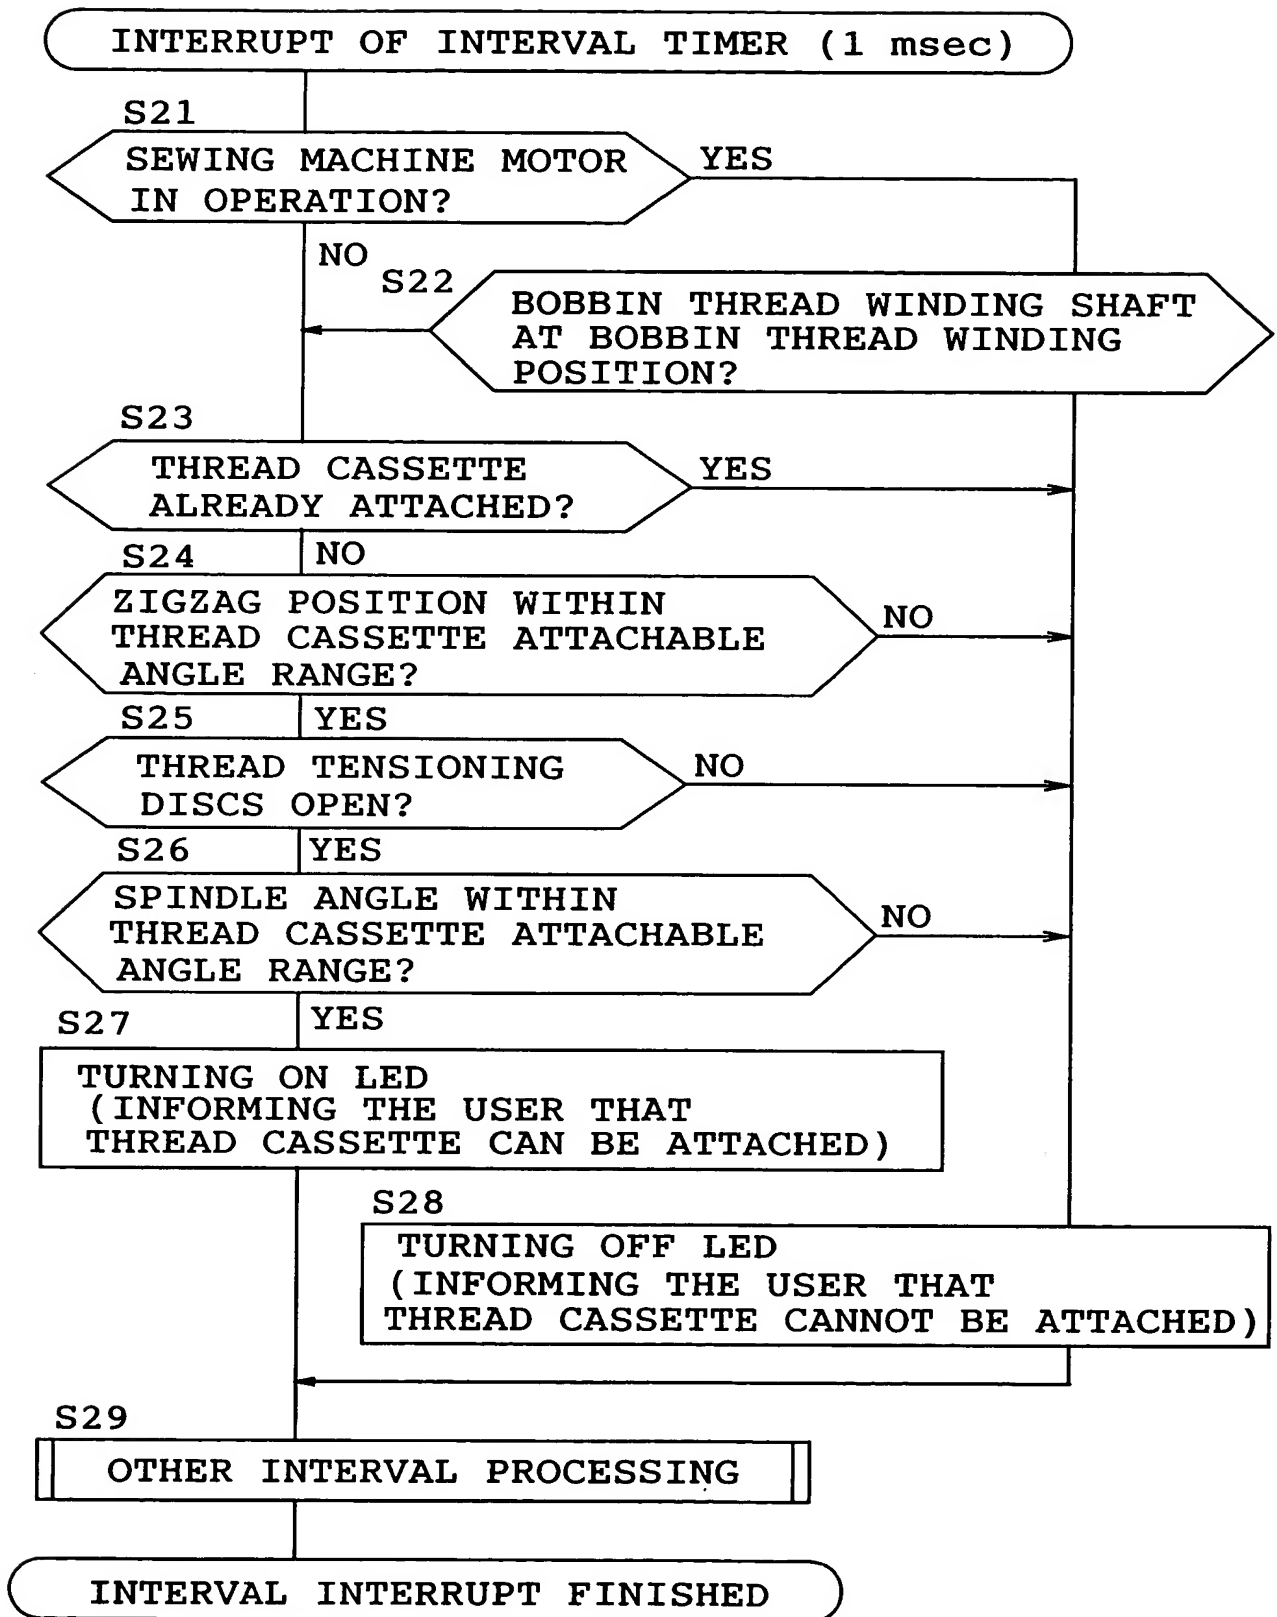 INTERRUPT OF INTERVAL TIMER (1 msec)
S21
SEWING MACHINE MOTOR
IN OPERATION?
YES
NO
S22
BOBBIN THREAD WINDING SHAFT
AT BOBBIN THREAD WINDING
POSITION?
S23
THREAD CASSETTE
ALREADY ATTACHED?
YES
NO
S24
ZIGZAG POSITION WITHIN
THREAD CASSETTE ATTACHABLE
ANGLE RANGE?
NO
YES
S25
THREAD TENSIONING
DISCS OPEN?
NO
YES
S26
SPINDLE ANGLE WITHIN
THREAD CASSETTE ATTACHABLE
ANGLE RANGE?
NO
YES
S27
TURNING ON LED
(INFORMING THE USER THAT
THREAD CASSETTE CAN BE ATTACHED)
S28
TURNING OFF LED
(INFORMING THE USER THAT
THREAD CASSETTE CANNOT BE ATTACHED)
S29
OTHER INTERVAL PROCESSING
INTERVAL INTERRUPT FINISHED